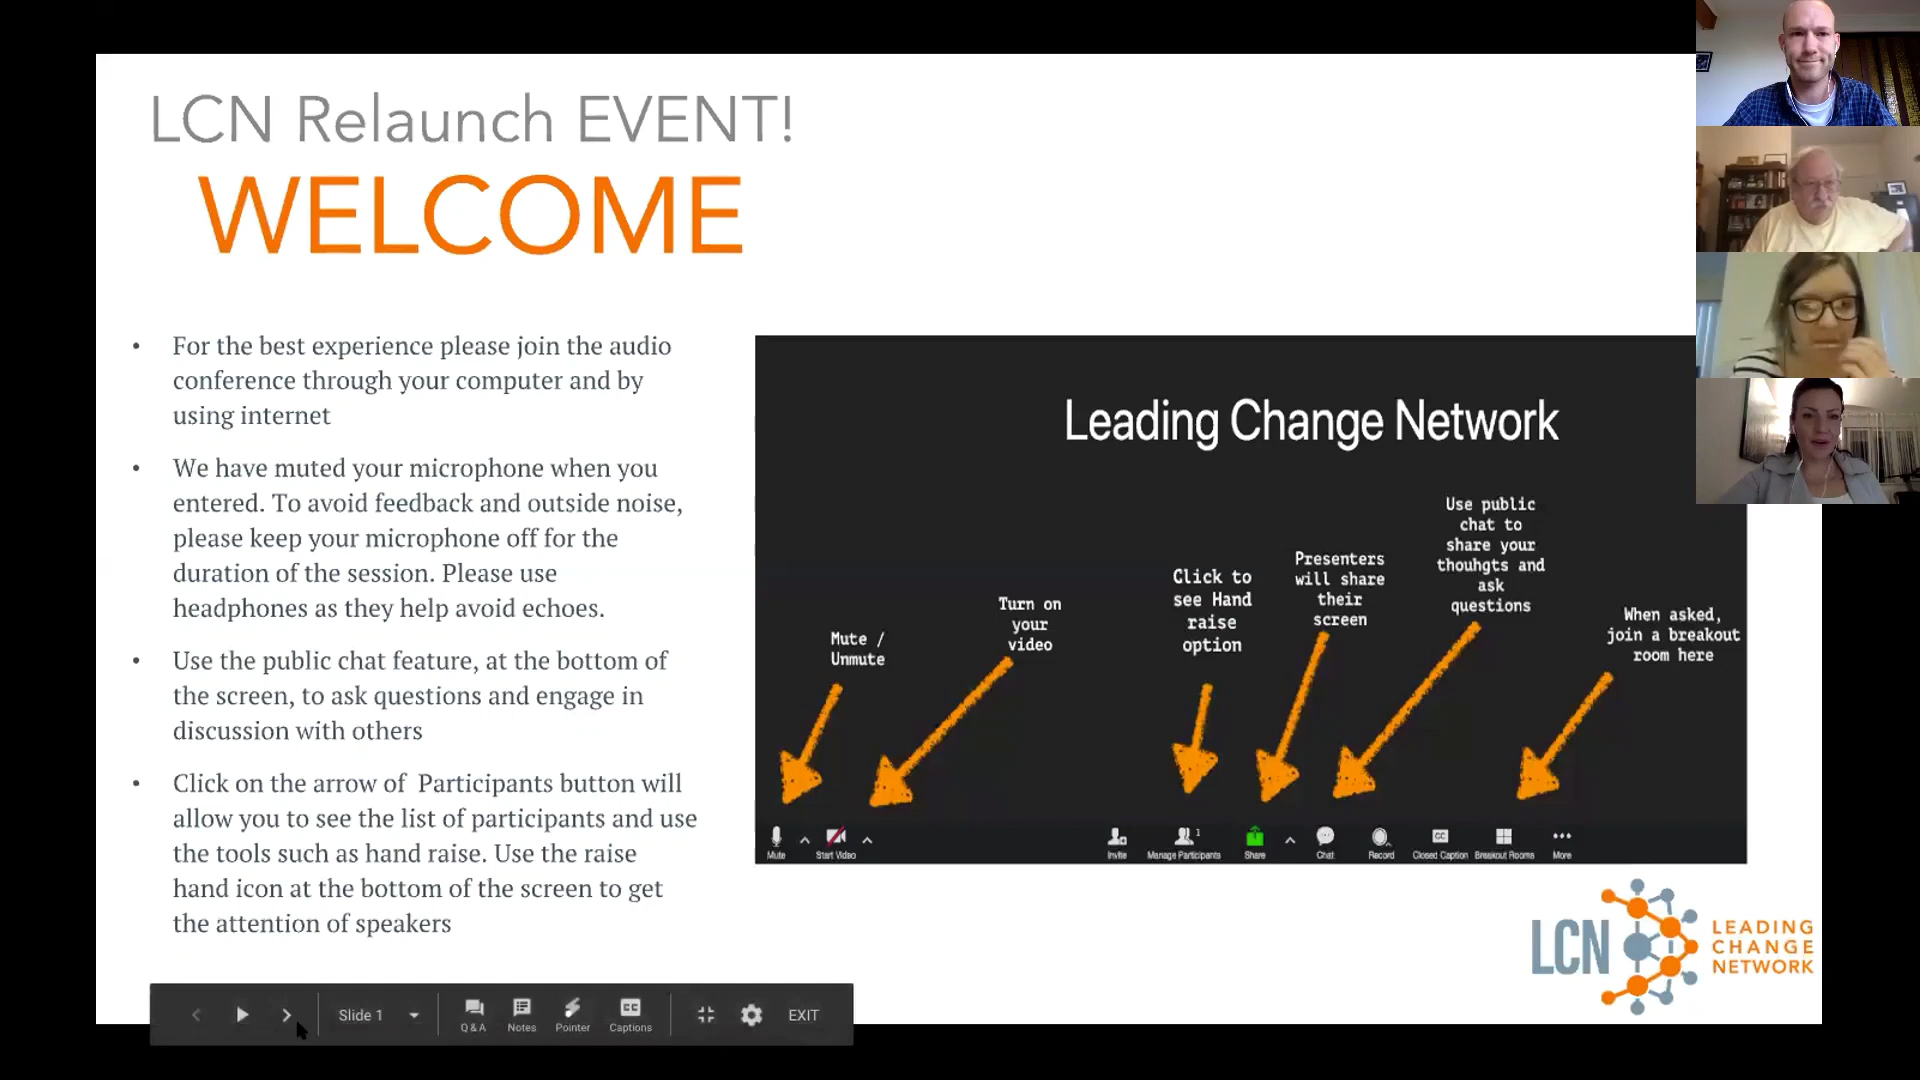 LCN Relaunch EVENT!
WELCOME
• For the best experience please join the audio
conference through your computer and by
using internet
• We have muted your microphone when you
entered. To avoid feedback and outside noise,
please keep your microphone off for the
duration of the session. Please use
headphones as they help avoid echoes.
• Use the public chat feature, at the bottom of
the screen, to ask questions and engage in
discussion with others
• Click on the arrow of  Participants button will
allow you to see the list of participants and use
the tools such as hand raise. Use the raise
hand icon at the bottom of the screen to get
the attention of speakers
Leading Change Network
Mute /
Unmute
Turn on
your
video
Click to
see Hand
raise
option
Presenters
will share
their
screen
Use public
chat to
share your
thouhgts and
ask
questions
When asked,
join a breakout
room here
Mute
Start Video
Invite
1
Manage Participants
Share
Chat
Record
CC
Closed Caption
Breakout Rooms
More
LCN
LEADING
CHANGE
NETWORK
Slide 1
Q & A
Notes
Pointer
CC
Captions
EXIT